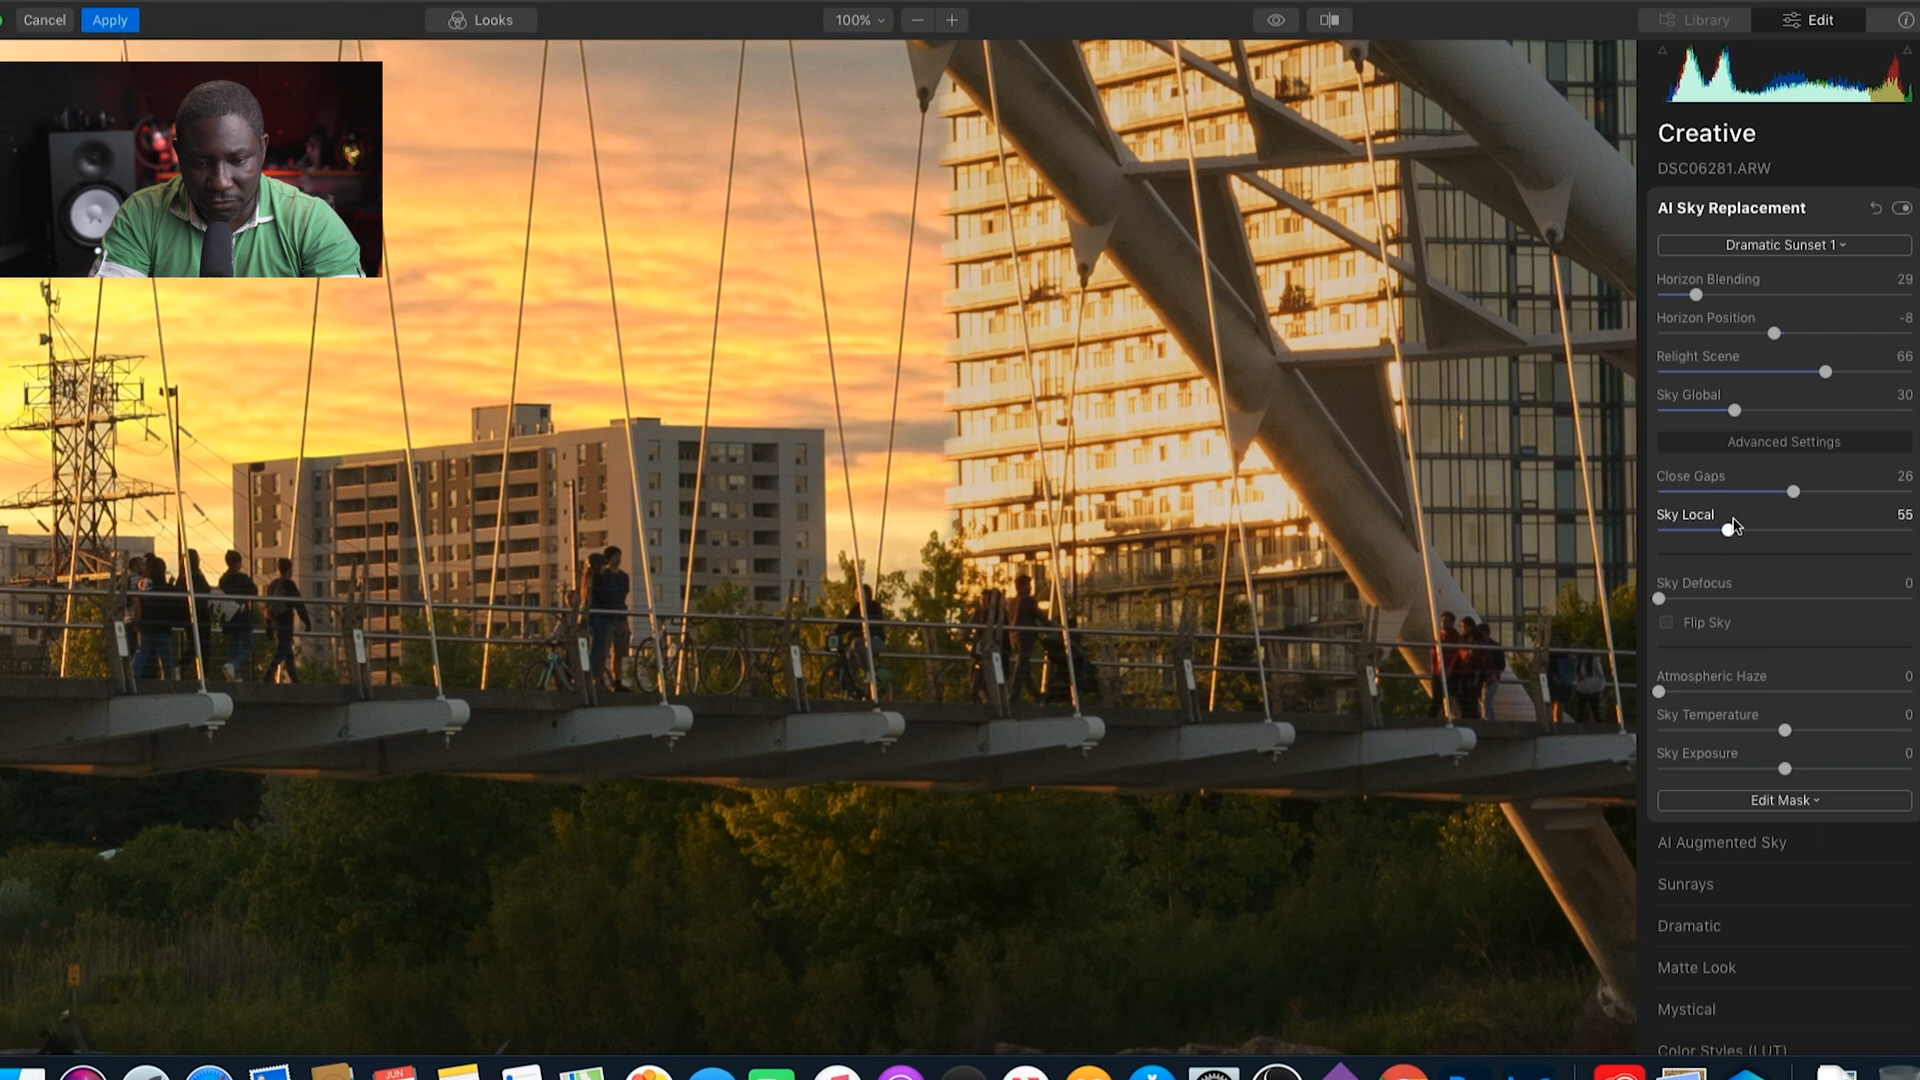 Cancel
Apply
Looks
100%
Library
Edit
Creative
DSC06281.ARW
AI Sky Replacement
Dramatic Sunset 1
Horizon Blending 29
Horizon Position -8
Relight Scene 66
Sky Global 30
Advanced Settings
Close Gaps 26
Sky Local 55
Sky Defocus 0
Flip Sky
Atmospheric Haze 0
Sky Temperature 0
Sky Exposure 0
Edit Mask
AI Augmented Sky
Sunrays
Dramatic
Matte Look
Mystical
Color Styles (LUT)
JUN